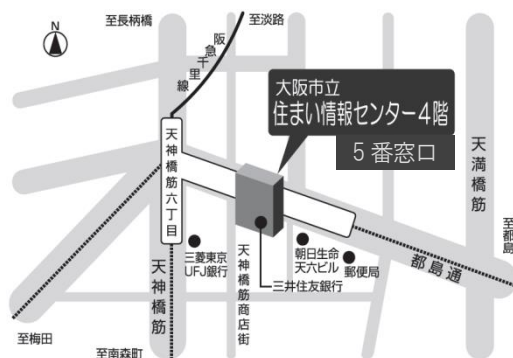 N
至長柄橋
至淡路
阪急千里線
大阪市立
住まい情報センター4階
5番窓口
天満橋筋
至都島
天神橋筋六丁目
三菱東京
UFJ銀行
天神橋筋
天神橋筋商店街
朝日生命
天六ビル
郵便局
三井住友銀行
都島通
至梅田
至南森町